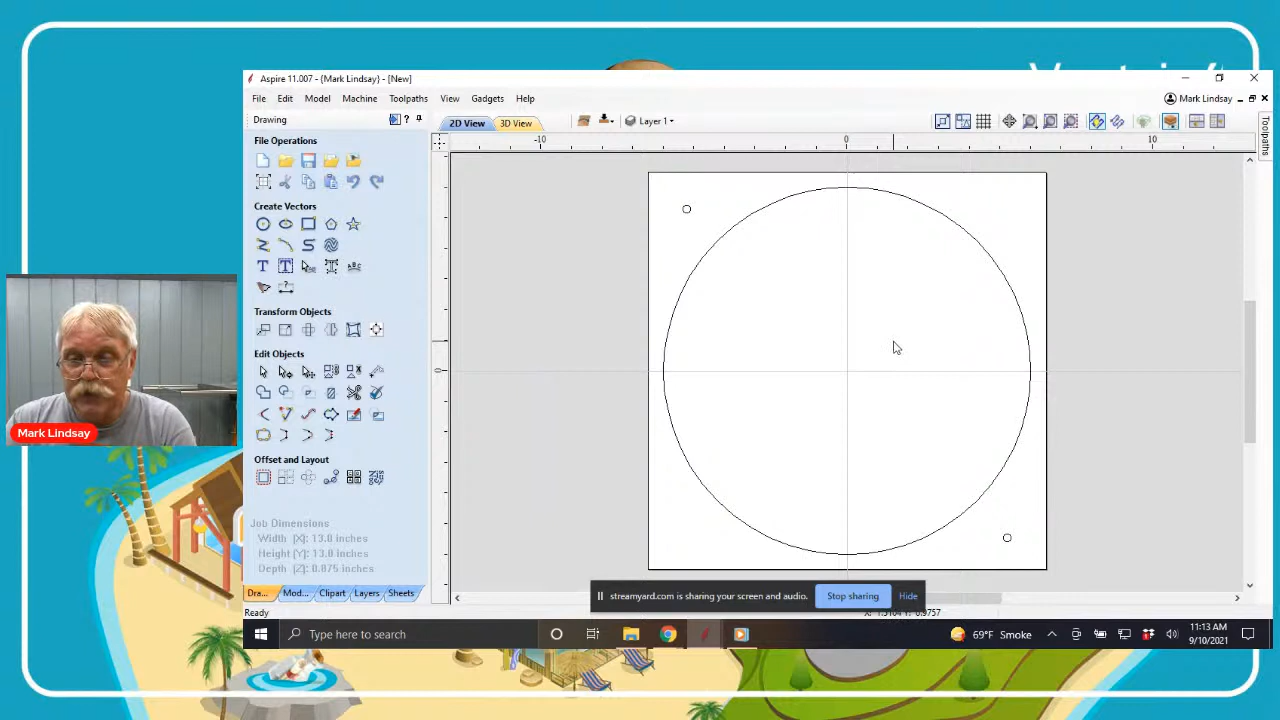 Aspire 11.007 - {Mark Lindsay} - [New]
File Edit Model Machine Toolpaths View Gadgets Help
Mark Lindsay
Drawing
2D View
3D View
Layer 1
Toolpaths
File Operations
-10
0
10
Create Vectors
Transform Objects
Edit Objects
0
Mark Lindsay
Offset and Layout
Job Dimensions
Width (X): 13.0 inches
Height (Y): 13.0 inches
Depth (Z): 0.875 inches
Dra...
Mod...
Clipart
Layers
Sheets
streamyard.com is sharing your screen and audio.
Stop sharing
Hide
Ready
Type here to search
69°F Smoke
11:13 AM
9/10/2021